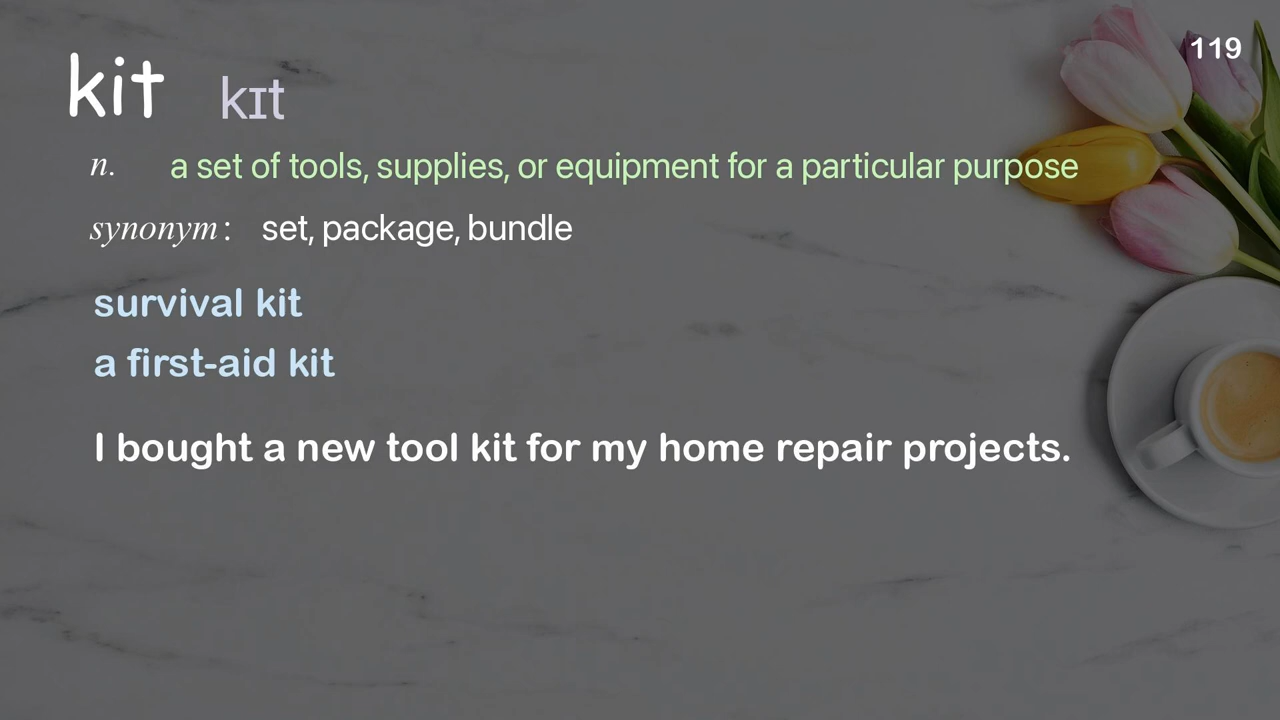 119
kit kɪt
n. a set of tools, supplies, or equipment for a particular purpose
synonym: set, package, bundle
survival kit
a first-aid kit
I bought a new tool kit for my home repair projects.